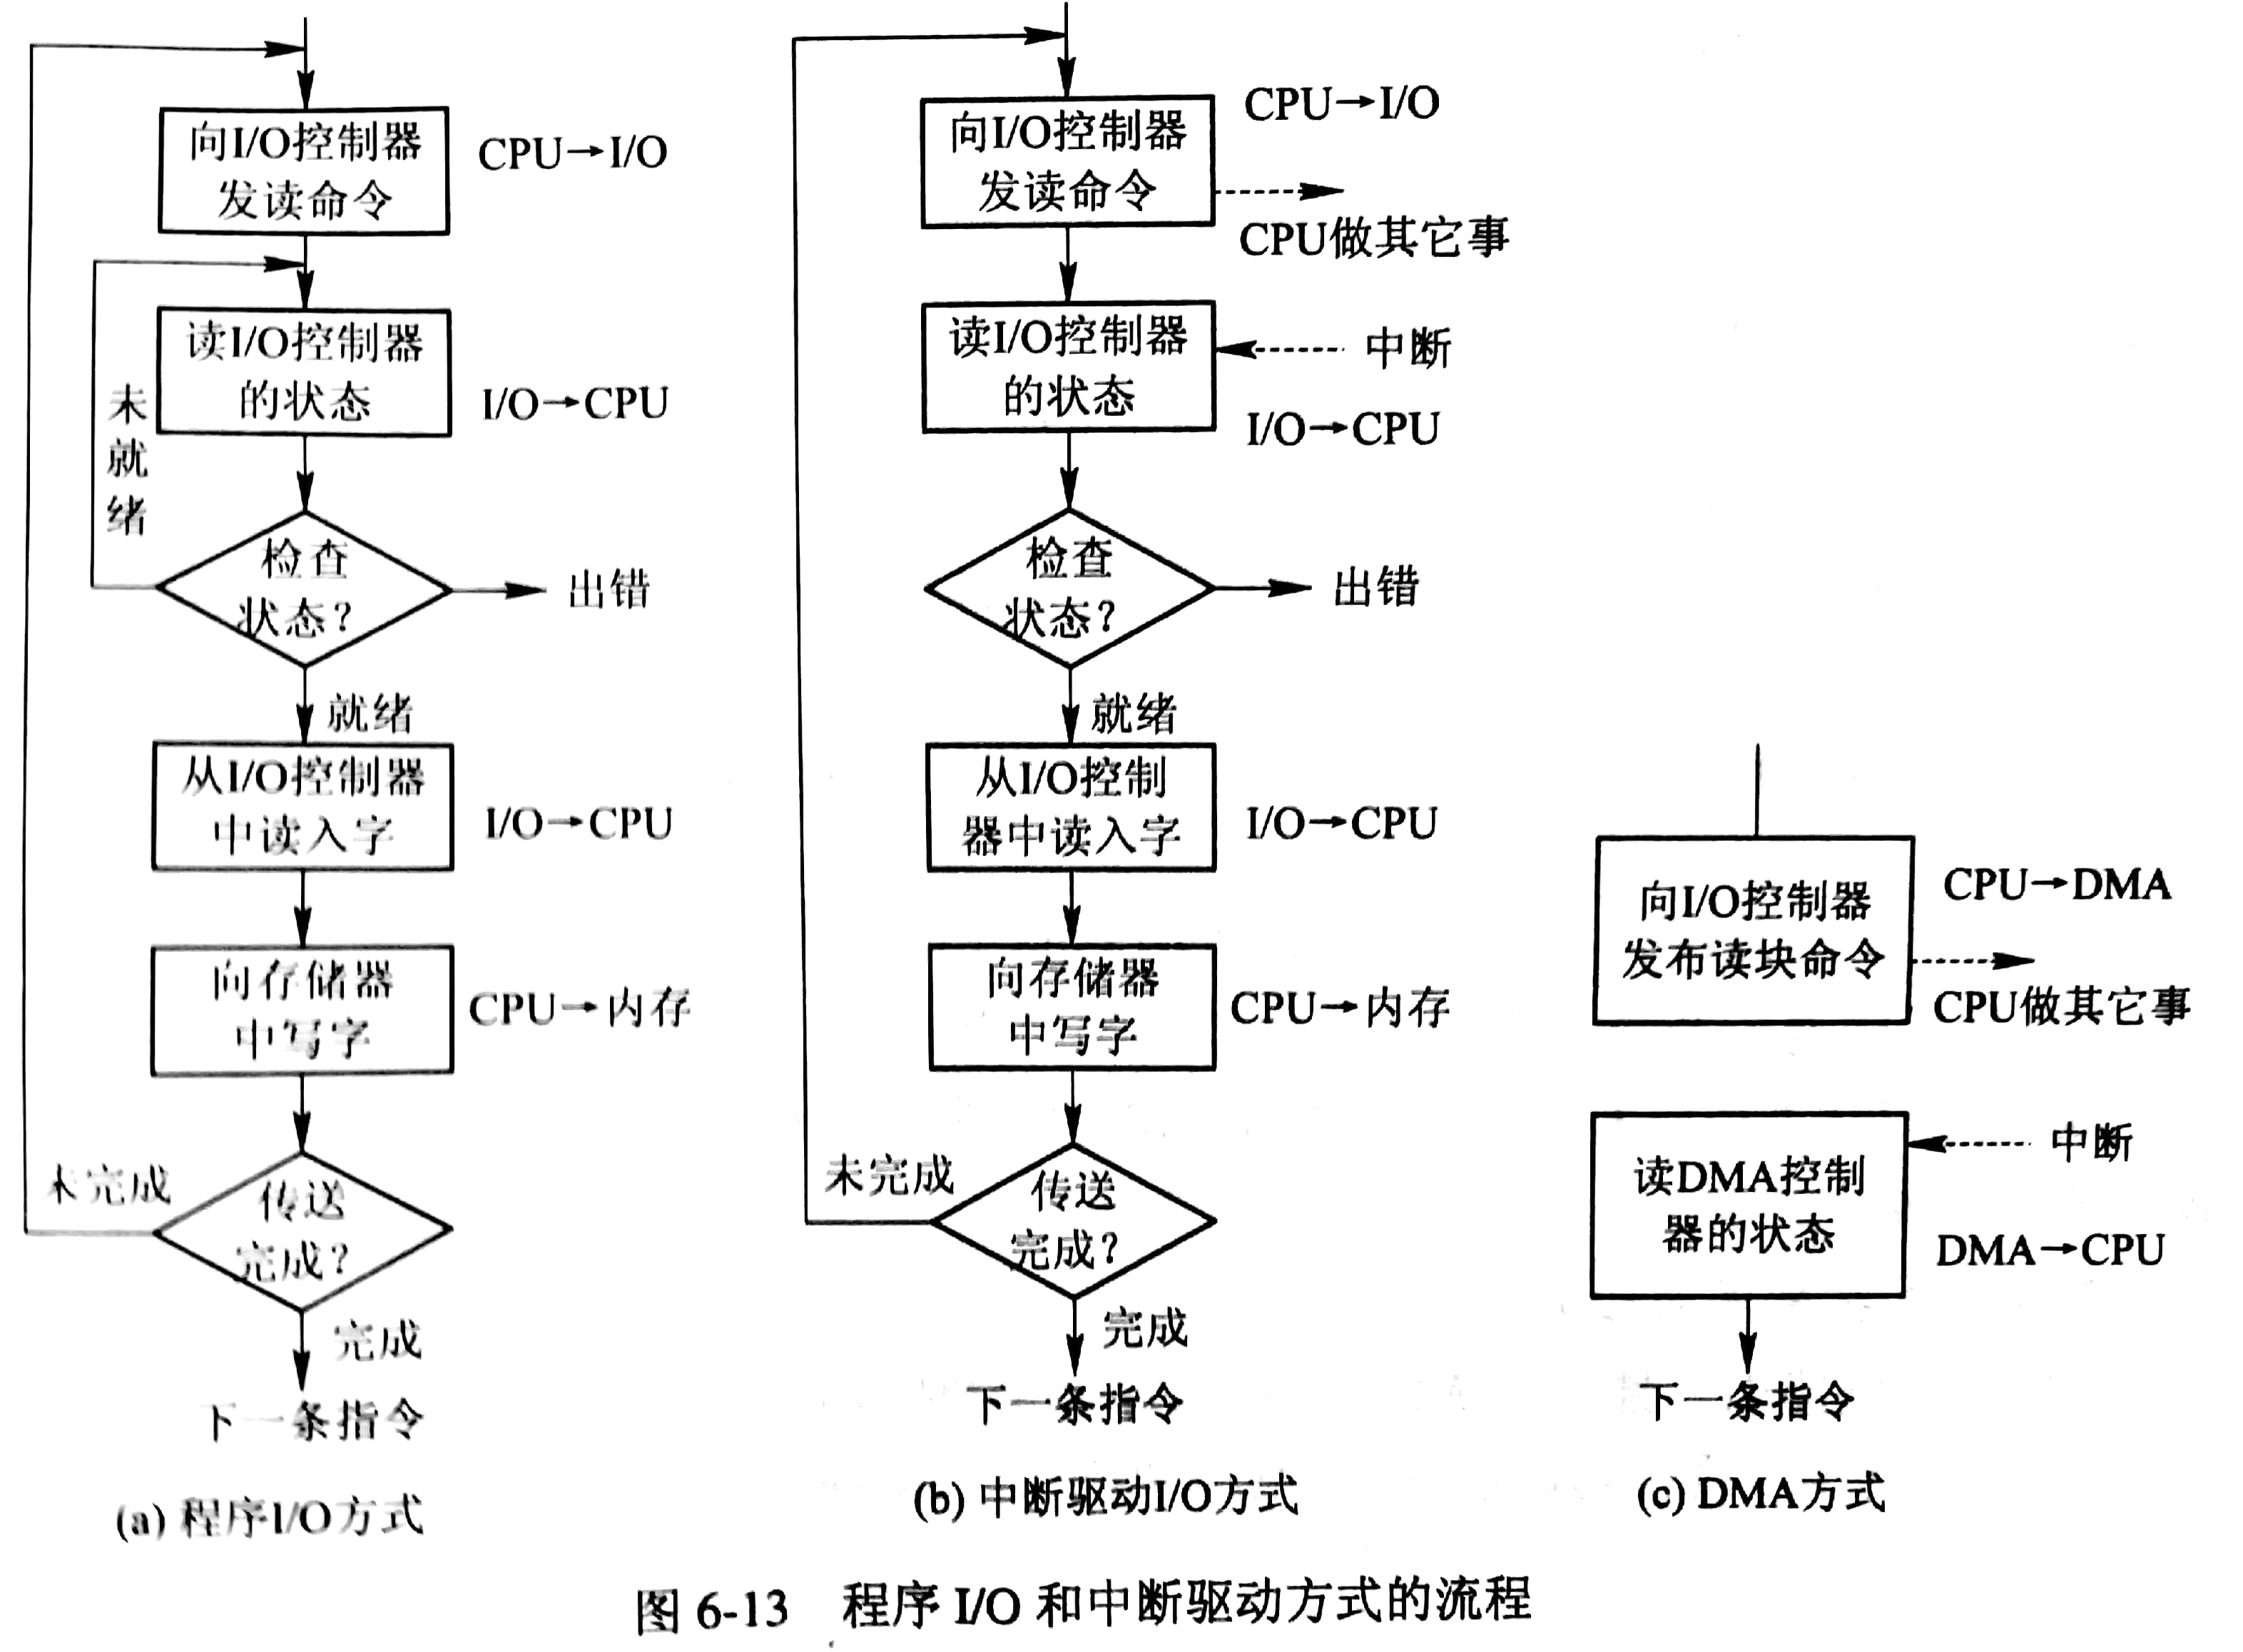 向I/O控制器
发读命令
CPU→I/O
读I/O控制器
的状态
I/O→CPU
未
就
绪
检查
状态?
出错
就绪
从I/O控制器
中读入字
I/O→CPU
向存储器
中写字
CPU→内存
未完成
传送
完成?
完成
下一条指令
(a) 程序I/O方式
向I/O控制器
发读命令
CPU→I/O
CPU做其它事
读I/O控制器
的状态
中断
I/O→CPU
检查
状态?
出错
就绪
从I/O控制
器中读入字
I/O→CPU
向存储器
中写字
CPU→内存
未完成
传送
完成?
完成
下一条指令
(b) 中断驱动I/O方式
向I/O控制器
发布读块命令
CPU→DMA
CPU做其它事
读DMA控制
器的状态
中断
DMA→CPU
下一条指令
(c) DMA方式
图 6-13 程序 I/O 和中断驱动方式的流程